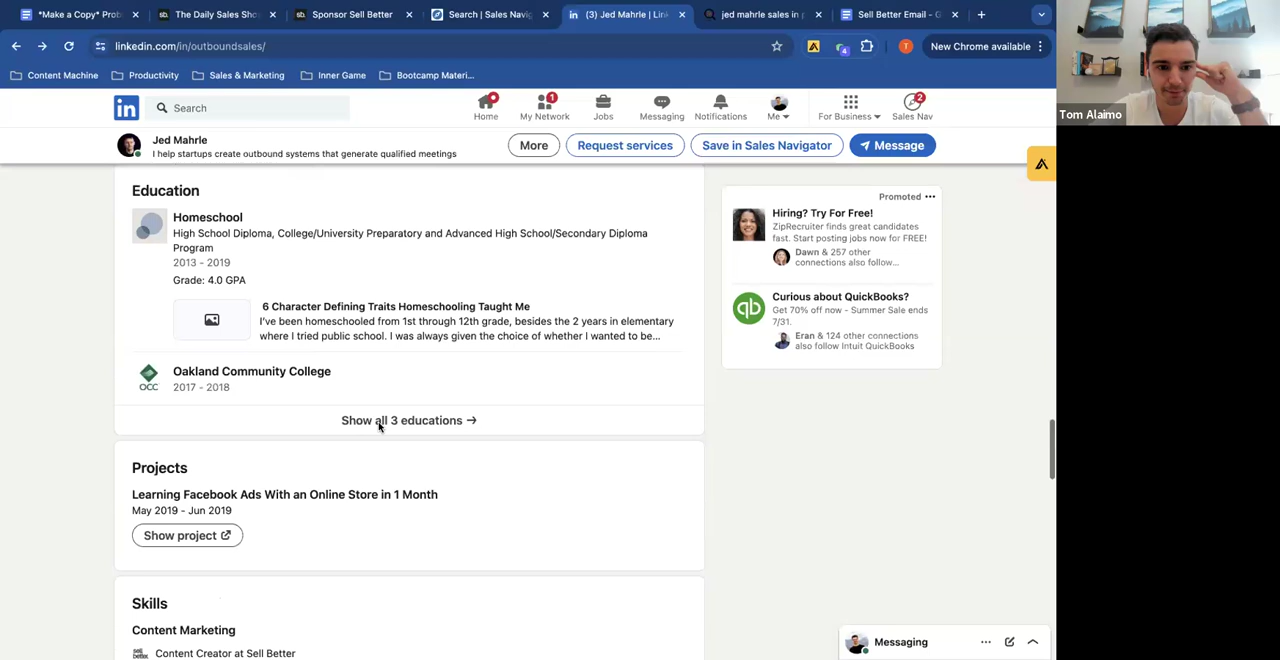 *Make a Copy* Prob
The Daily Sales Sho
Sponsor Sell Better
Search | Sales Navig
(3) Jed Mahrle | Lin
jed mahrle sales in p
Sell Better Email - G
linkedin.com/in/outboundsales/
4
T
New Chrome available
Content Machine
Productivity
Sales & Marketing
Inner Game
Bootcamp Materi...
in
Search
Home
1
My Network
Jobs
Messaging
Notifications
Me
For Business
2
Sales Nav
Jed Mahrle
I help startups create outbound systems that generate qualified meetings
More
Request services
Save in Sales Navigator
Message
Tom Alaimo
Education
Homeschool
High School Diploma, College/University Preparatory and Advanced High School/Secondary Diploma
Program
2013 - 2019
Grade: 4.0 GPA
6 Character Defining Traits Homeschooling Taught Me
I've been homeschooled from 1st through 12th grade, besides the 2 years in elementary
where I tried public school. I was always given the choice of whether I wanted to be...
OCC
Oakland Community College
2017 - 2018
Show all 3 educations →
Projects
Learning Facebook Ads With an Online Store in 1 Month
May 2019 - Jun 2019
Show project
Skills
Content Marketing
sell better
Content Creator at Sell Better
Promoted
Hiring? Try For Free!
ZipRecruiter finds great candidates
fast. Start posting jobs now for FREE!
Dawn & 257 other
connections also follow...
qb
Curious about QuickBooks?
Get 70% off now - Summer Sale ends
7/31.
Eran & 124 other connections
also follow Intuit QuickBooks
Messaging